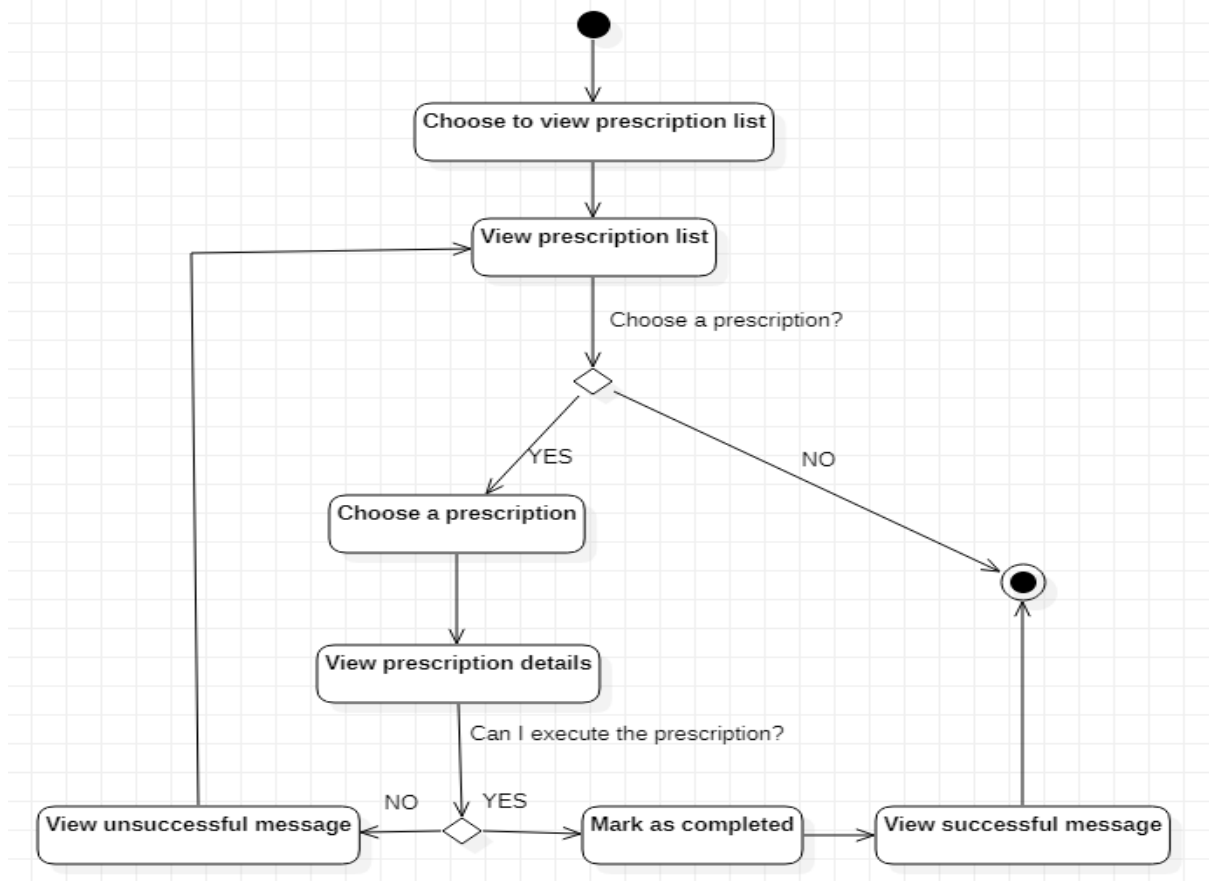 Choose to view prescription list
View prescription list
Choose a prescription?
YES
NO
Choose a prescription
View prescription details
Can I execute the prescription?
NO
YES
View unsuccessful message
Mark as completed
View successful message